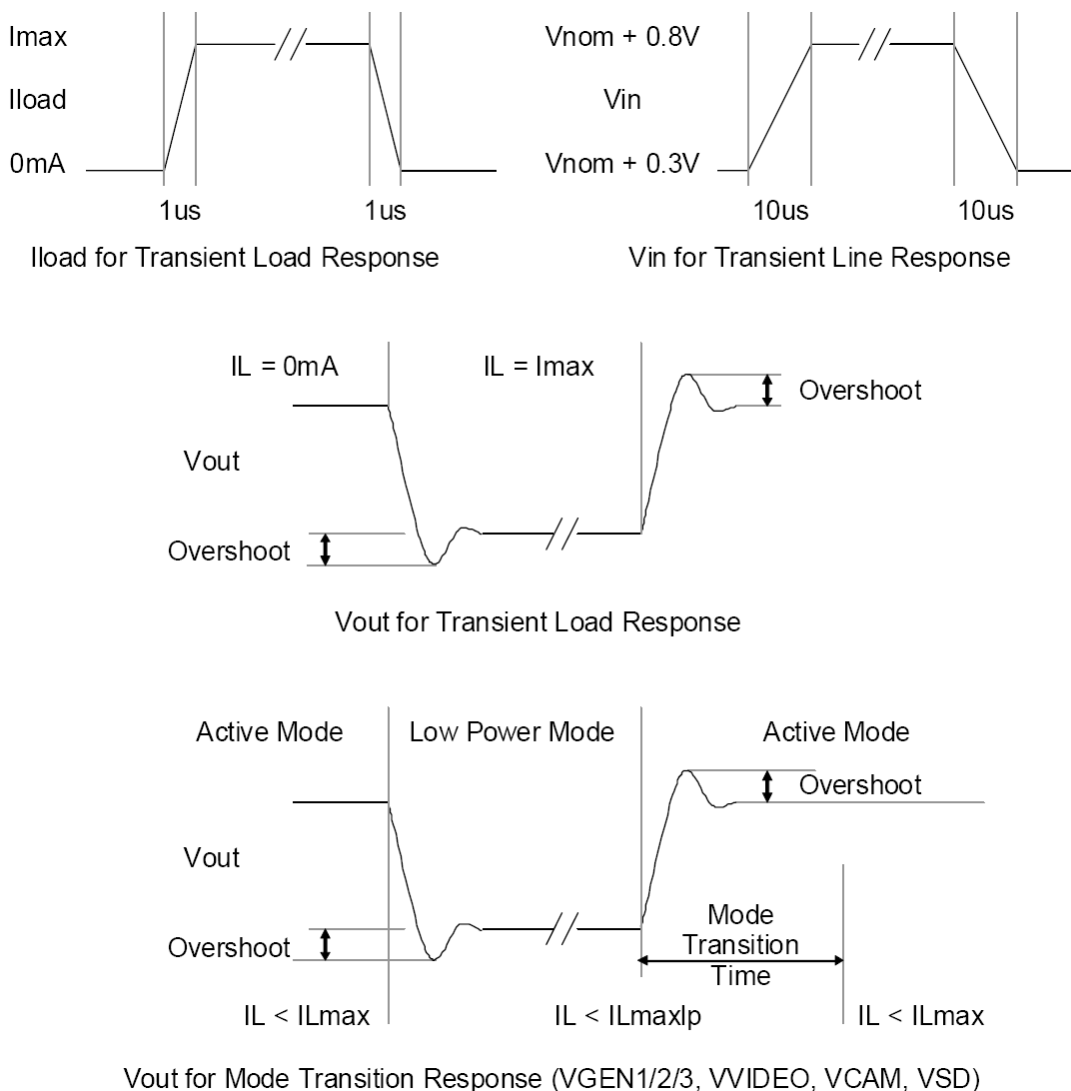 Imax
Iload
0mA
1us 1us
Iload for Transient Load Response
Vnom + 0.8V
Vin
Vnom + 0.3V
10us 10us
Vin for Transient Line Response
IL = 0mA IL = Imax
Overshoot
Vout
Overshoot
Vout for Transient Load Response
Active Mode Low Power Mode Active Mode
Overshoot
Vout
Overshoot
Mode
Transition
Time
IL < ILmax IL < ILmaxlp IL < ILmax
Vout for Mode Transition Response (VGEN1/2/3, VVIDEO, VCAM, VSD)